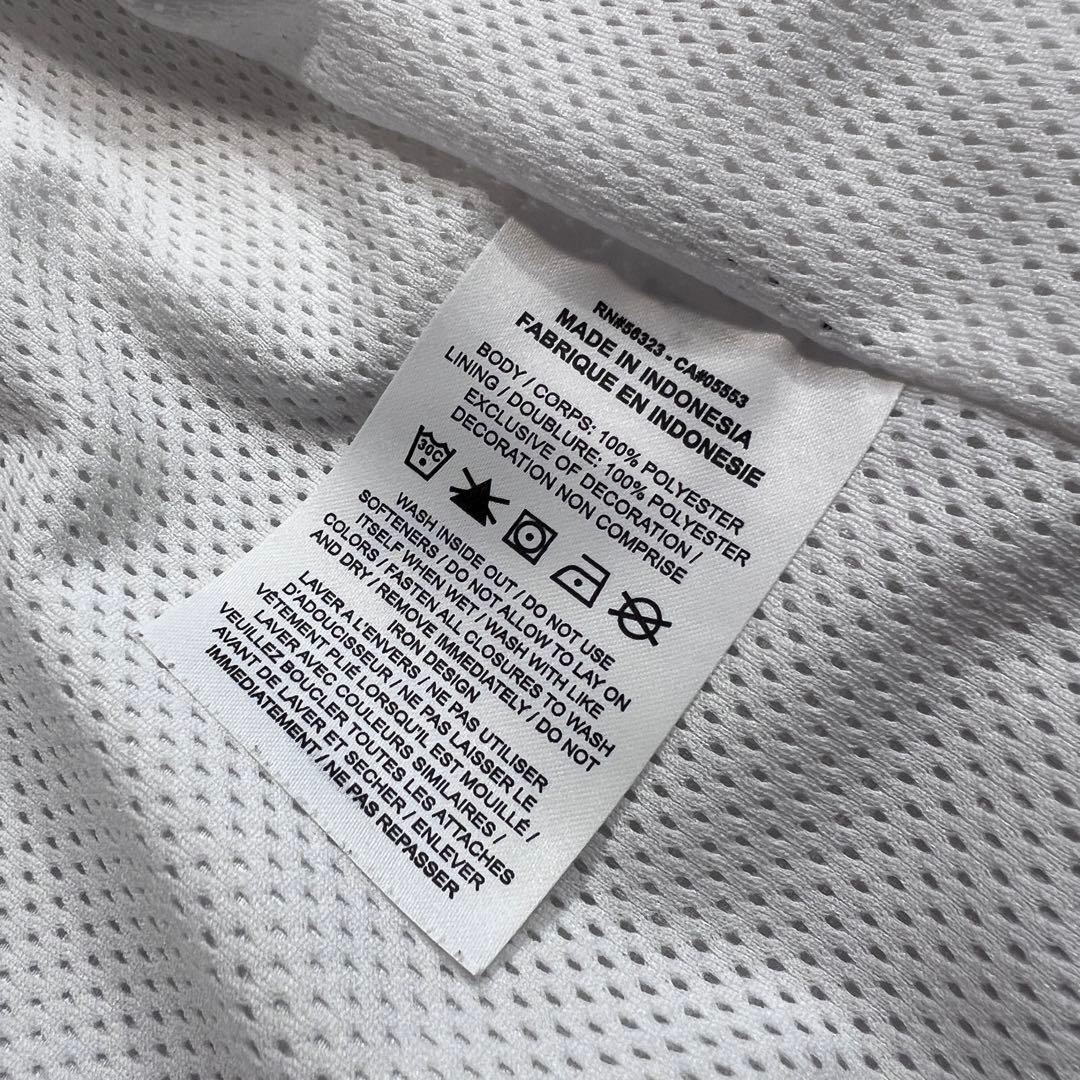 RN#56323 - CA#05553
MADE IN INDONESIA
FABRIQUE EN INDONESIE
BODY / CORPS: 100% POLYESTER
LINING / DOUBLURE: 100% POLYESTER
EXCLUSIVE OF DECORATION /
DECORATION NON COMPRISE
30C
WASH INSIDE OUT / DO NOT USE
SOFTENERS / DO NOT ALLOW TO LAY ON
ITSELF WHEN WET / WASH WITH LIKE
COLORS / FASTEN ALL CLOSURES TO WASH
AND DRY / REMOVE IMMEDIATELY / DO NOT
IRON DESIGN
LAVER A L'ENVERS / NE PAS UTILISER
D'ADOUCISSEUR / NE PAS LAISSER LE
VÊTEMENT PLIÉ LORSQU'IL EST MOUILLÉ /
LAVER AVEC COULEURS SIMILAIRES /
VEUILLEZ BOUCLER TOUTES LES ATTACHES
AVANT DE LAVER ET SECHER / ENLEVER
IMMEDIATEMENT / NE PAS REPASSER